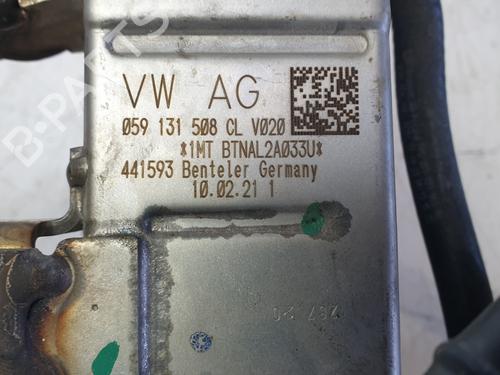 VW AG
059 131 508 CL V020
*1MT BTNAL2A033U*
441593 Benteler Germany
10.02.21 1
B-PARTS